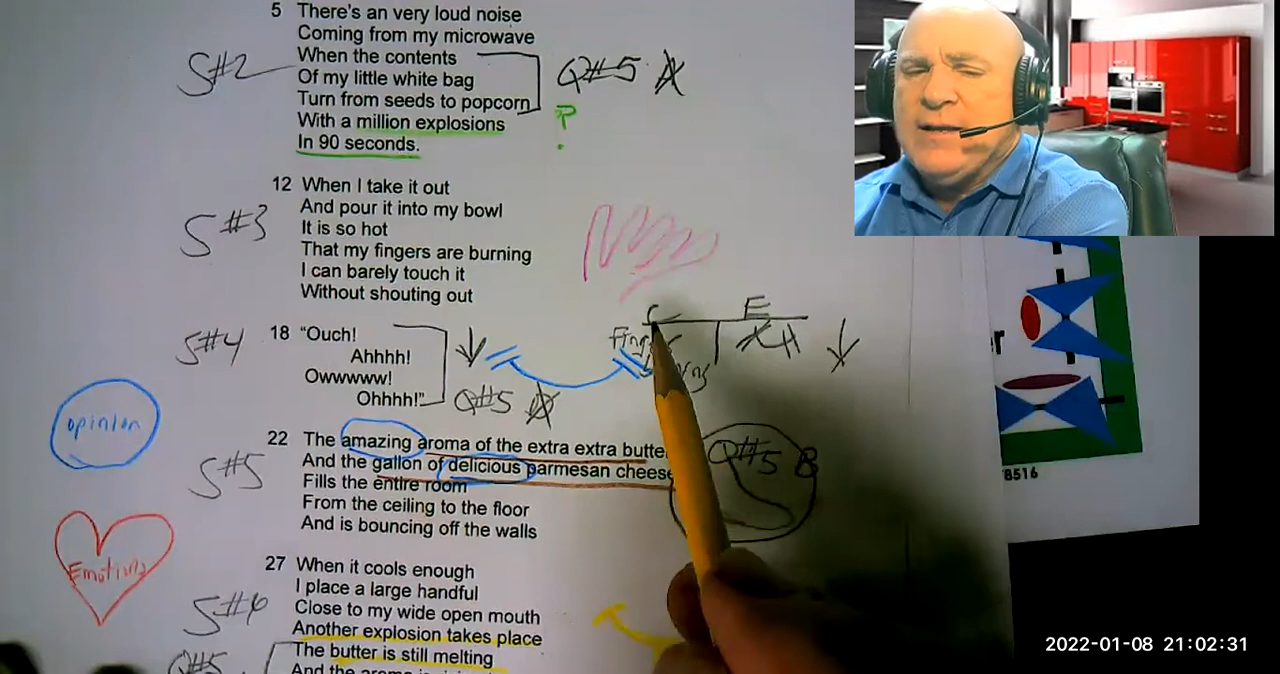 5 There's an very loud noise
Coming from my microwave
S#2
When the contents
Of my little white bag
Q#5 A
Turn from seeds to popcorn
With a million explosions
?
In 90 seconds.
12 When I take it out
And pour it into my bowl
S#3
It is so hot
That my fingers are burning
I can barely touch it
Without shouting out
E
S#4
18 "Ouch!
Ahhhh!
Owwwww!
Ohhhh!"
Q#5
opinion
22 The amazing aroma of the extra extra butte
Q#5 B
S#5
And the gallon of delicious parmesan cheese
8516
Fills the entire room
From the ceiling to the floor
And is bouncing off the walls
Emotions
27 When it cools enough
I place a large handful
S#6
Close to my wide open mouth
Another explosion takes place
Q#5
The butter is still melting
2022-01-08 21:02:31